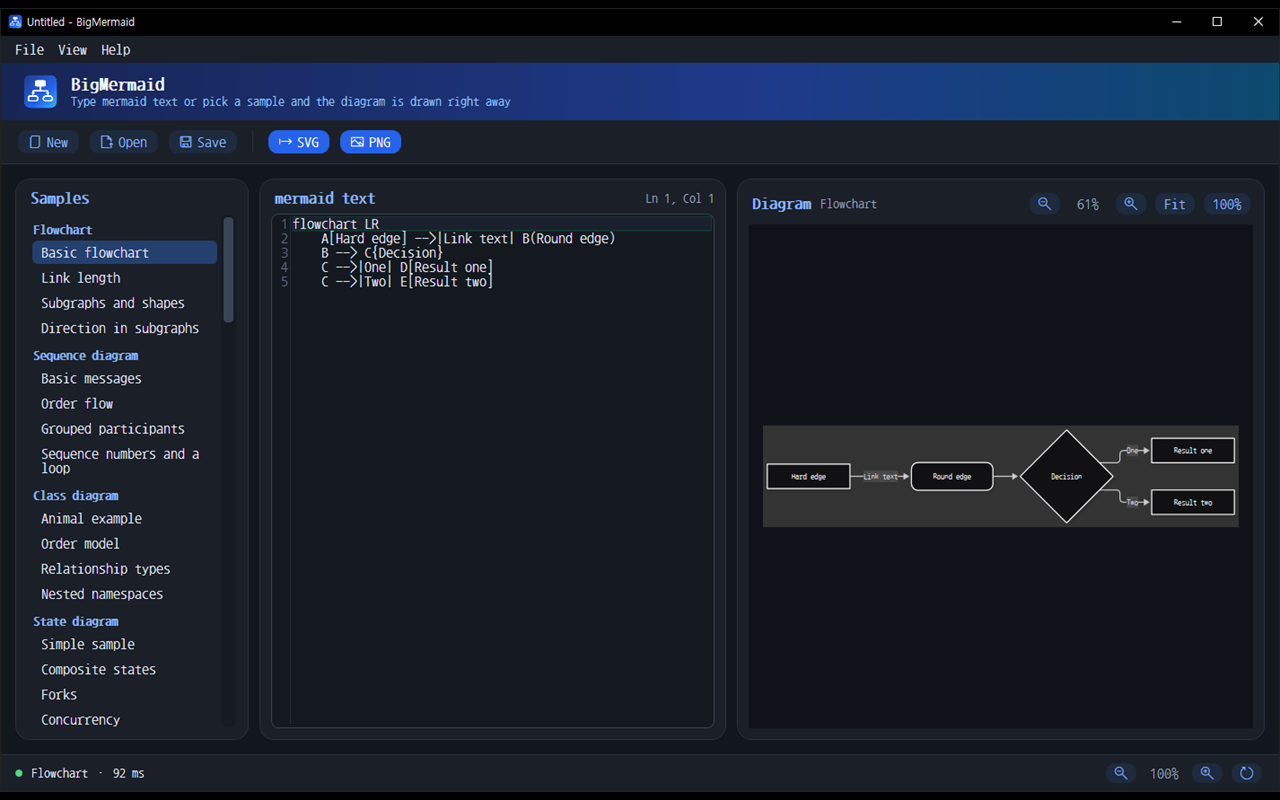 Untitled - BigMermaid
File View Help
BigMermaid
Type mermaid text or pick a sample and the diagram is drawn right away
New Open Save SVG PNG
Samples
Flowchart
Basic flowchart
Link length
Subgraphs and shapes
Direction in subgraphs
Sequence diagram
Basic messages
Order flow
Grouped participants
Sequence numbers and a
loop
Class diagram
Animal example
Order model
Relationship types
Nested namespaces
State diagram
Simple sample
Composite states
Forks
Concurrency
mermaid text Ln 1, Col 1
1 flowchart LR
2 A[Hard edge] -->|Link text| B(Round edge)
3 B --> C{Decision}
4 C -->|One| D[Result one]
5 C -->|Two| E[Result two]
Diagram Flowchart 61% Fit 100%
Hard edge
Link text
Round edge
Decision
One
Result one
Two
Result two
Flowchart · 92 ms 100%